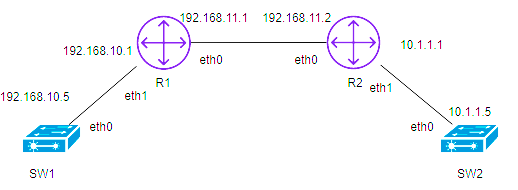 192.168.11.1
192.168.11.2
192.168.10.1
10.1.1.1
eth0
eth0
R1
R2
eth1
eth1
192.168.10.5
10.1.1.5
eth0
eth0
SW1
SW2